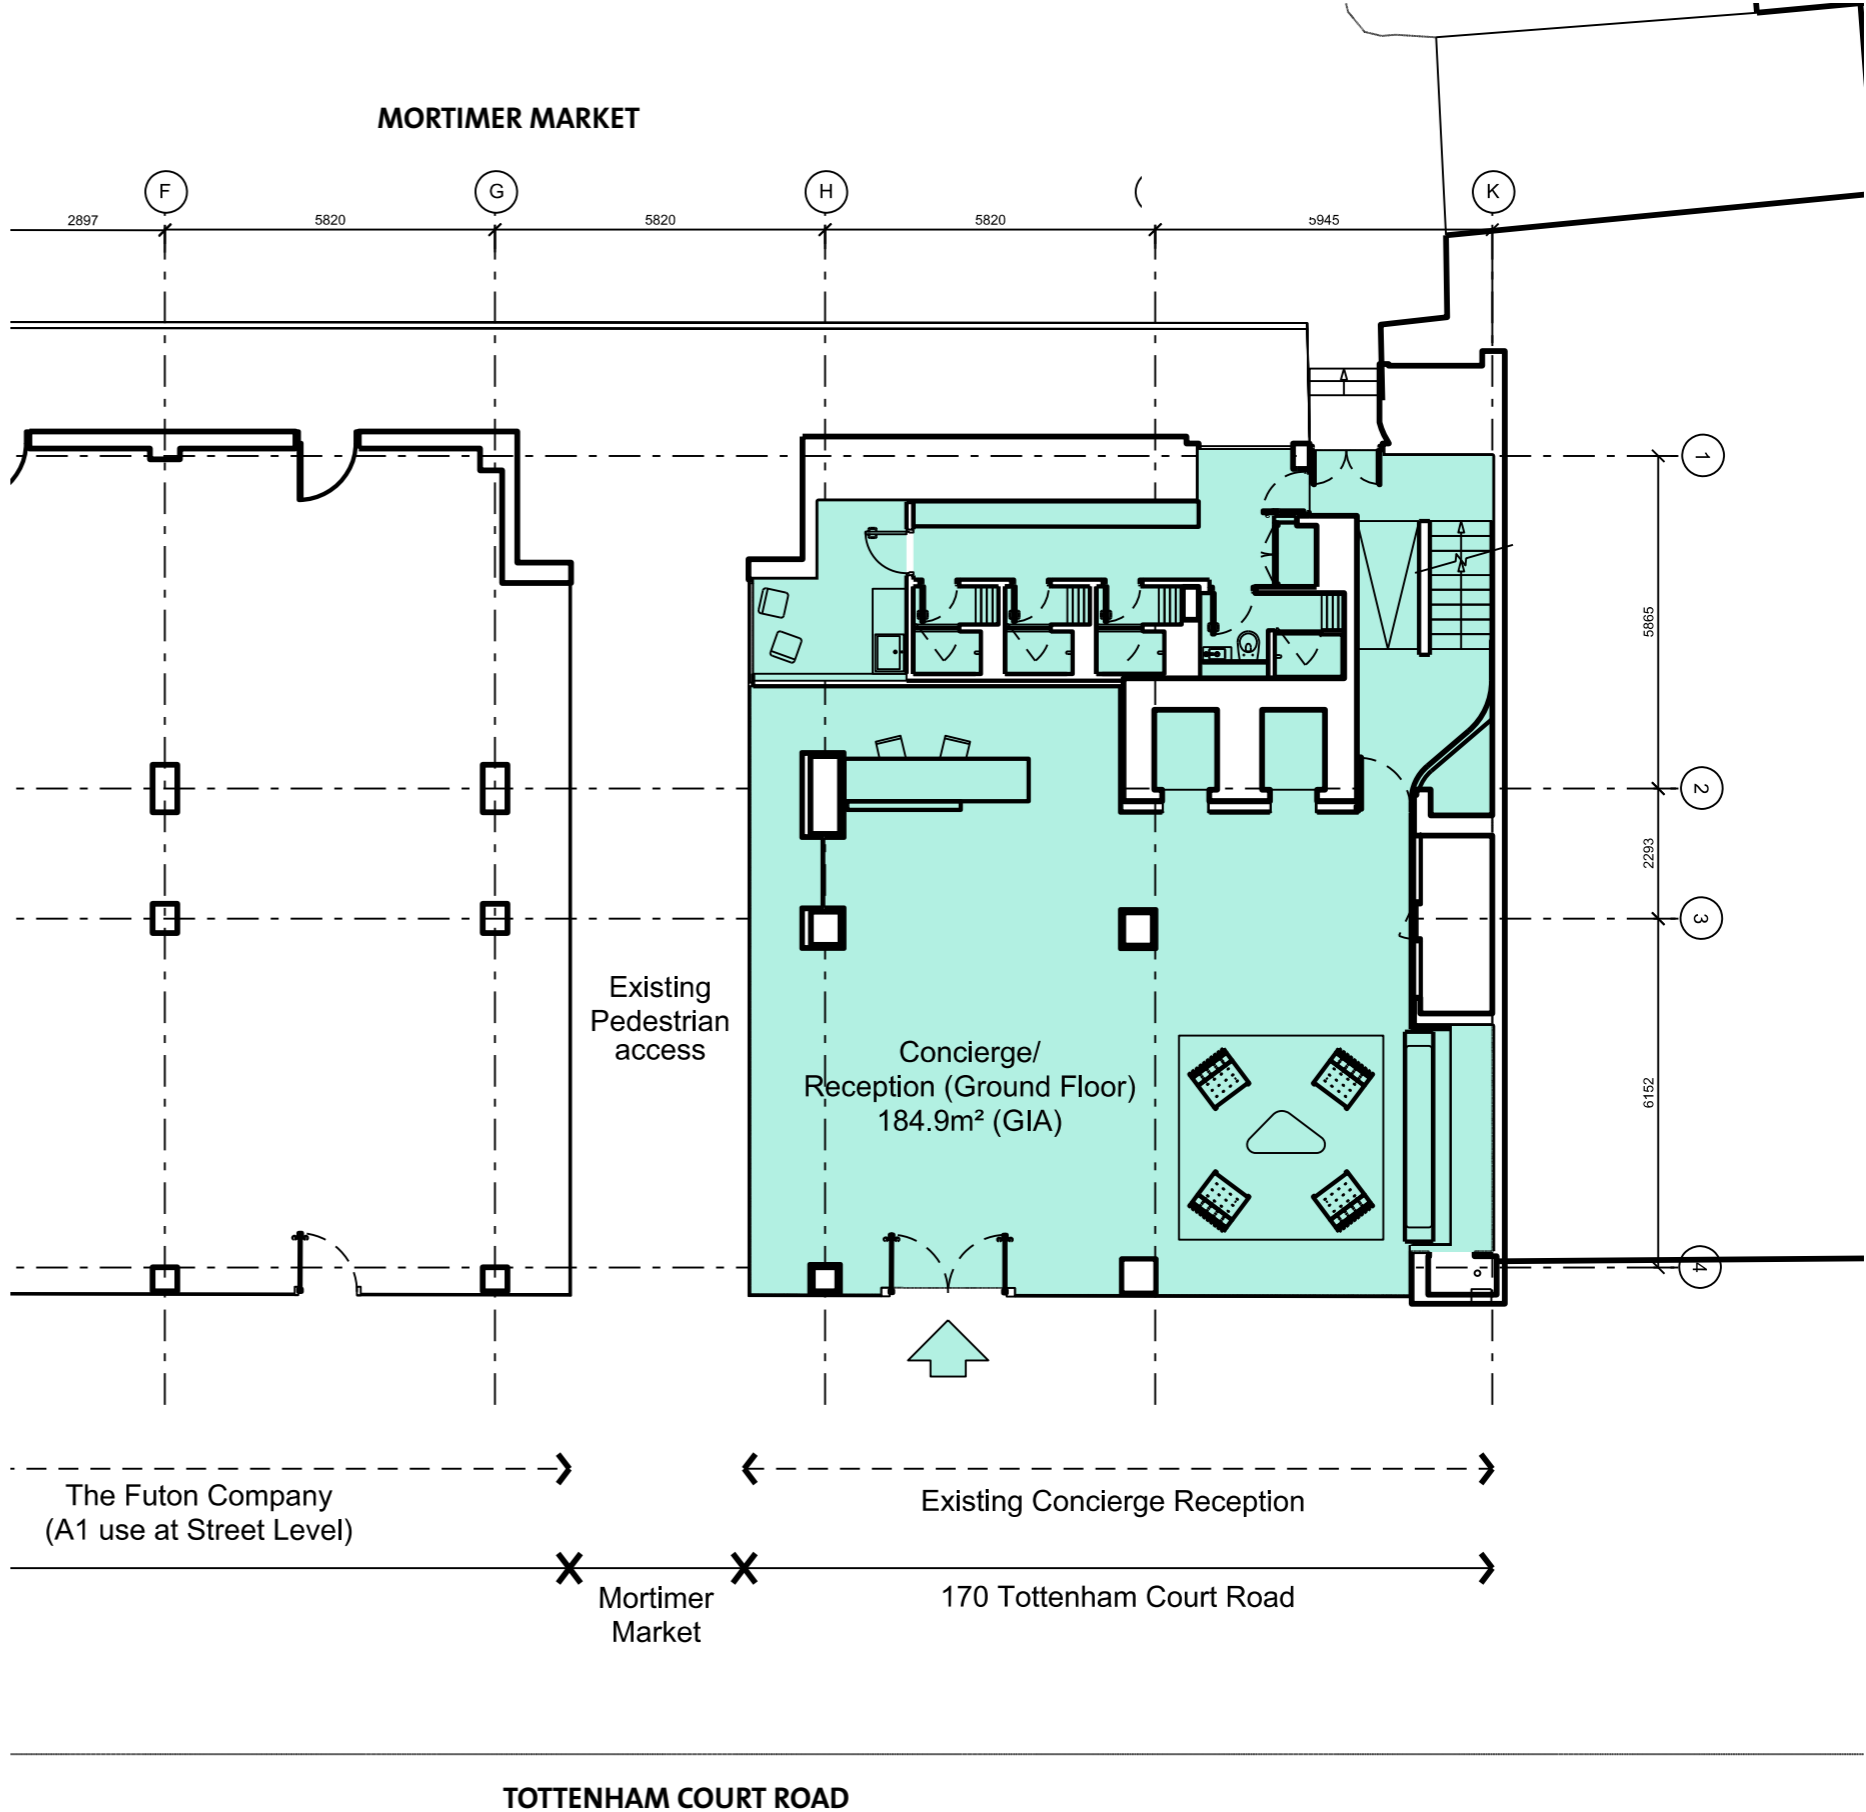 MORTIMER MARKET
F
G
H
K
2897
5820
5820
5820
5945
1
5865
2
2293
3
6152
4
Existing
Pedestrian
access
Concierge/
Reception (Ground Floor)
184.9m² (GIA)
The Futon Company
(A1 use at Street Level)
Existing Concierge Reception
Mortimer
Market
170 Tottenham Court Road
TOTTENHAM COURT ROAD